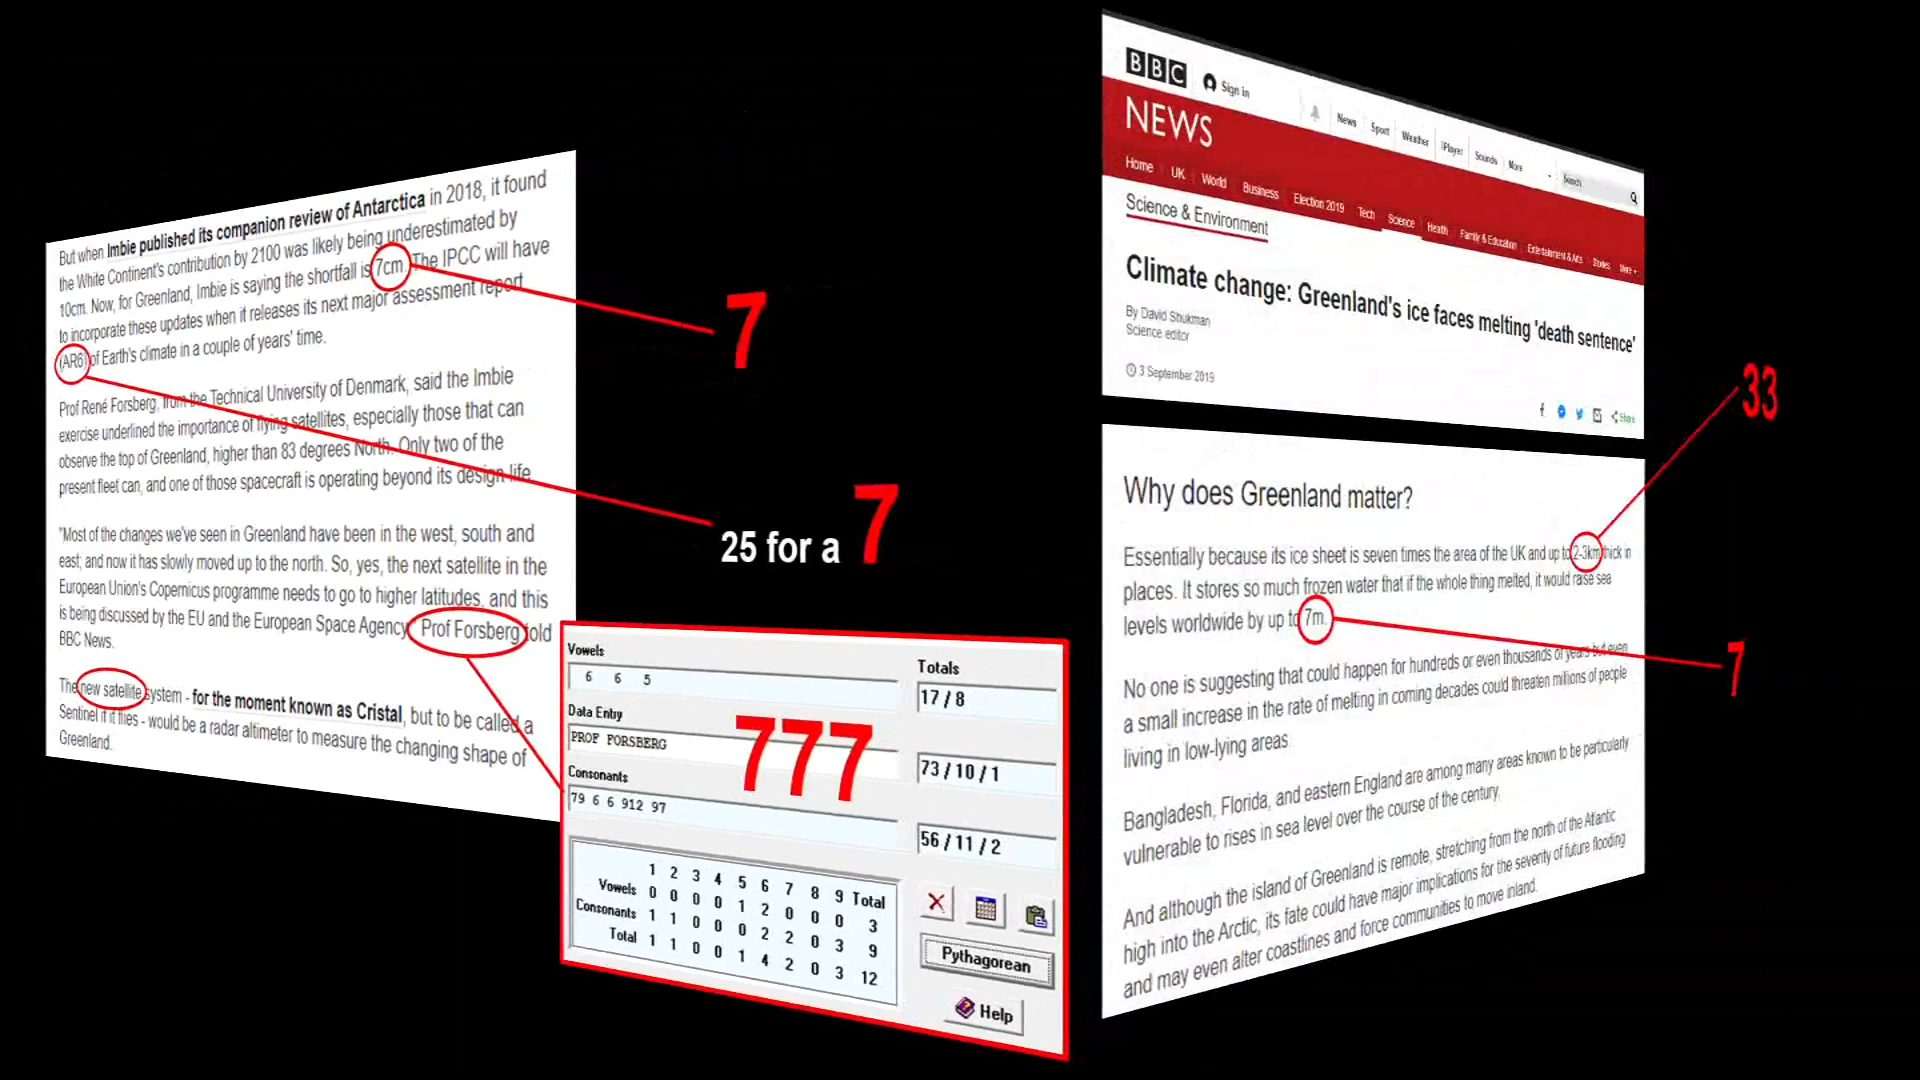 But when Imbie published its companion review of Antarctica in 2018, it found
the White Continent's contribution by 2100 was likely being underestimated by
10cm. Now, for Greenland, Imbie is saying the shortfall is 7cm. The IPCC will have
to incorporate these updates when it releases its next major assessment report
(AR6) of Earth's climate in a couple of years' time.
Prof René Forsberg, from the Technical University of Denmark, said the Imbie
exercise underlined the importance of flying satellites, especially those that can
observe the top of Greenland, higher than 83 degrees North. Only two of the
present fleet can, and one of those spacecraft is operating beyond its design life.
"Most of the changes we've seen in Greenland have been in the west, south and
east; and now it has slowly moved up to the north. So, yes, the next satellite in the
European Union's Copernicus programme needs to go to higher latitudes, and this
is being discussed by the EU and the European Space Agency," Prof Forsberg told
BBC News.
The new satellite system - for the moment known as Cristal, but to be called a
Sentinel if it flies - would be a radar altimeter to measure the changing shape of
Greenland.
7
25 for a 7
Vowels
6 6 5
Data Entry
PROF FORSBERG
Consonants
79 6 6 912 97
777
Totals
17 / 8
73 / 10 / 1
56 / 11 / 2
1 2 3 4 5 6 7 8 9 Total
Vowels 0 0 0 0 1 2 0 0 0 3
Consonants 1 1 0 0 0 2 2 0 3 9
Total 1 1 0 0 1 4 2 0 3 12
Pythagorean
Help
BBC Sign in News Sport Weather iPlayer Sounds More Search
NEWS
Home UK World Business Election 2019 Tech Science Health Family & Education Entertainment & Arts Stories More
Science & Environment
Climate change: Greenland's ice faces melting 'death sentence'
By David Shukman
Science editor
3 September 2019
Share
33
Why does Greenland matter?
Essentially because its ice sheet is seven times the area of the UK and up to 2-3km thick in
places. It stores so much frozen water that if the whole thing melted, it would raise sea
levels worldwide by up to 7m.
7
No one is suggesting that could happen for hundreds or even thousands of years but even
a small increase in the rate of melting in coming decades could threaten millions of people
living in low-lying areas.
Bangladesh, Florida, and eastern England are among many areas known to be particularly
vulnerable to rises in sea level over the course of the century.
And although the island of Greenland is remote, stretching from the north of the Atlantic
high into the Arctic, its fate could have major implications for the severity of future flooding
and may even alter coastlines and force communities to move inland.